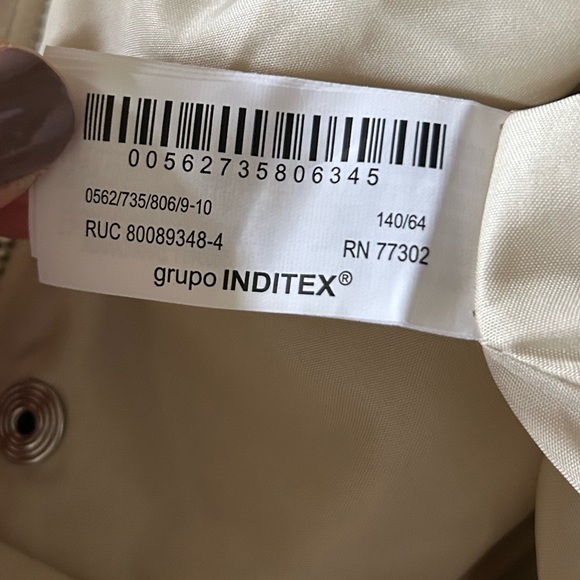 00562735806345
0562/735/806/9-10
140/64
RUC 80089348-4
RN 77302
grupo INDITEX®